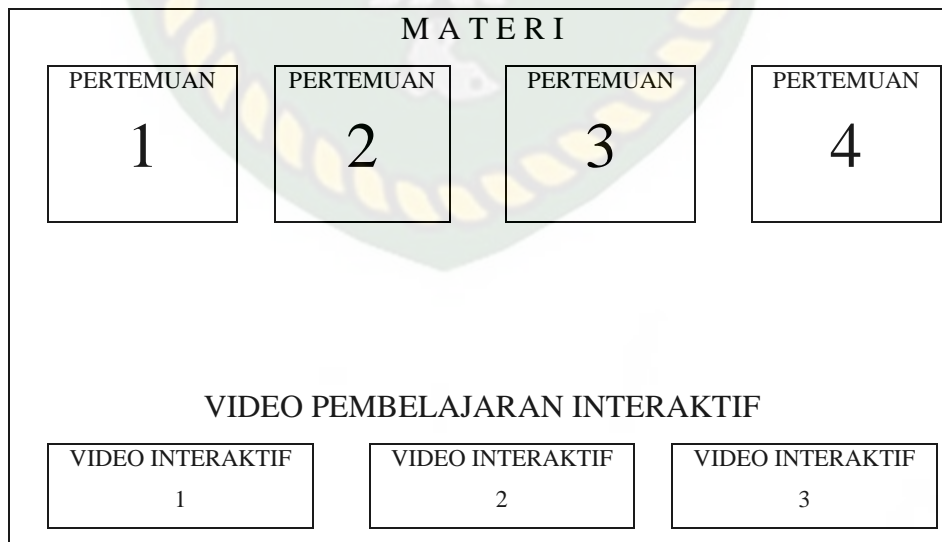 M A T E R I
PERTEMUAN PERTEMUAN PERTEMUAN PERTEMUAN
1 2 3 4
VIDEO PEMBELAJARAN INTERAKTIF
VIDEO INTERAKTIF VIDEO INTERAKTIF VIDEO INTERAKTIF
1 2 3